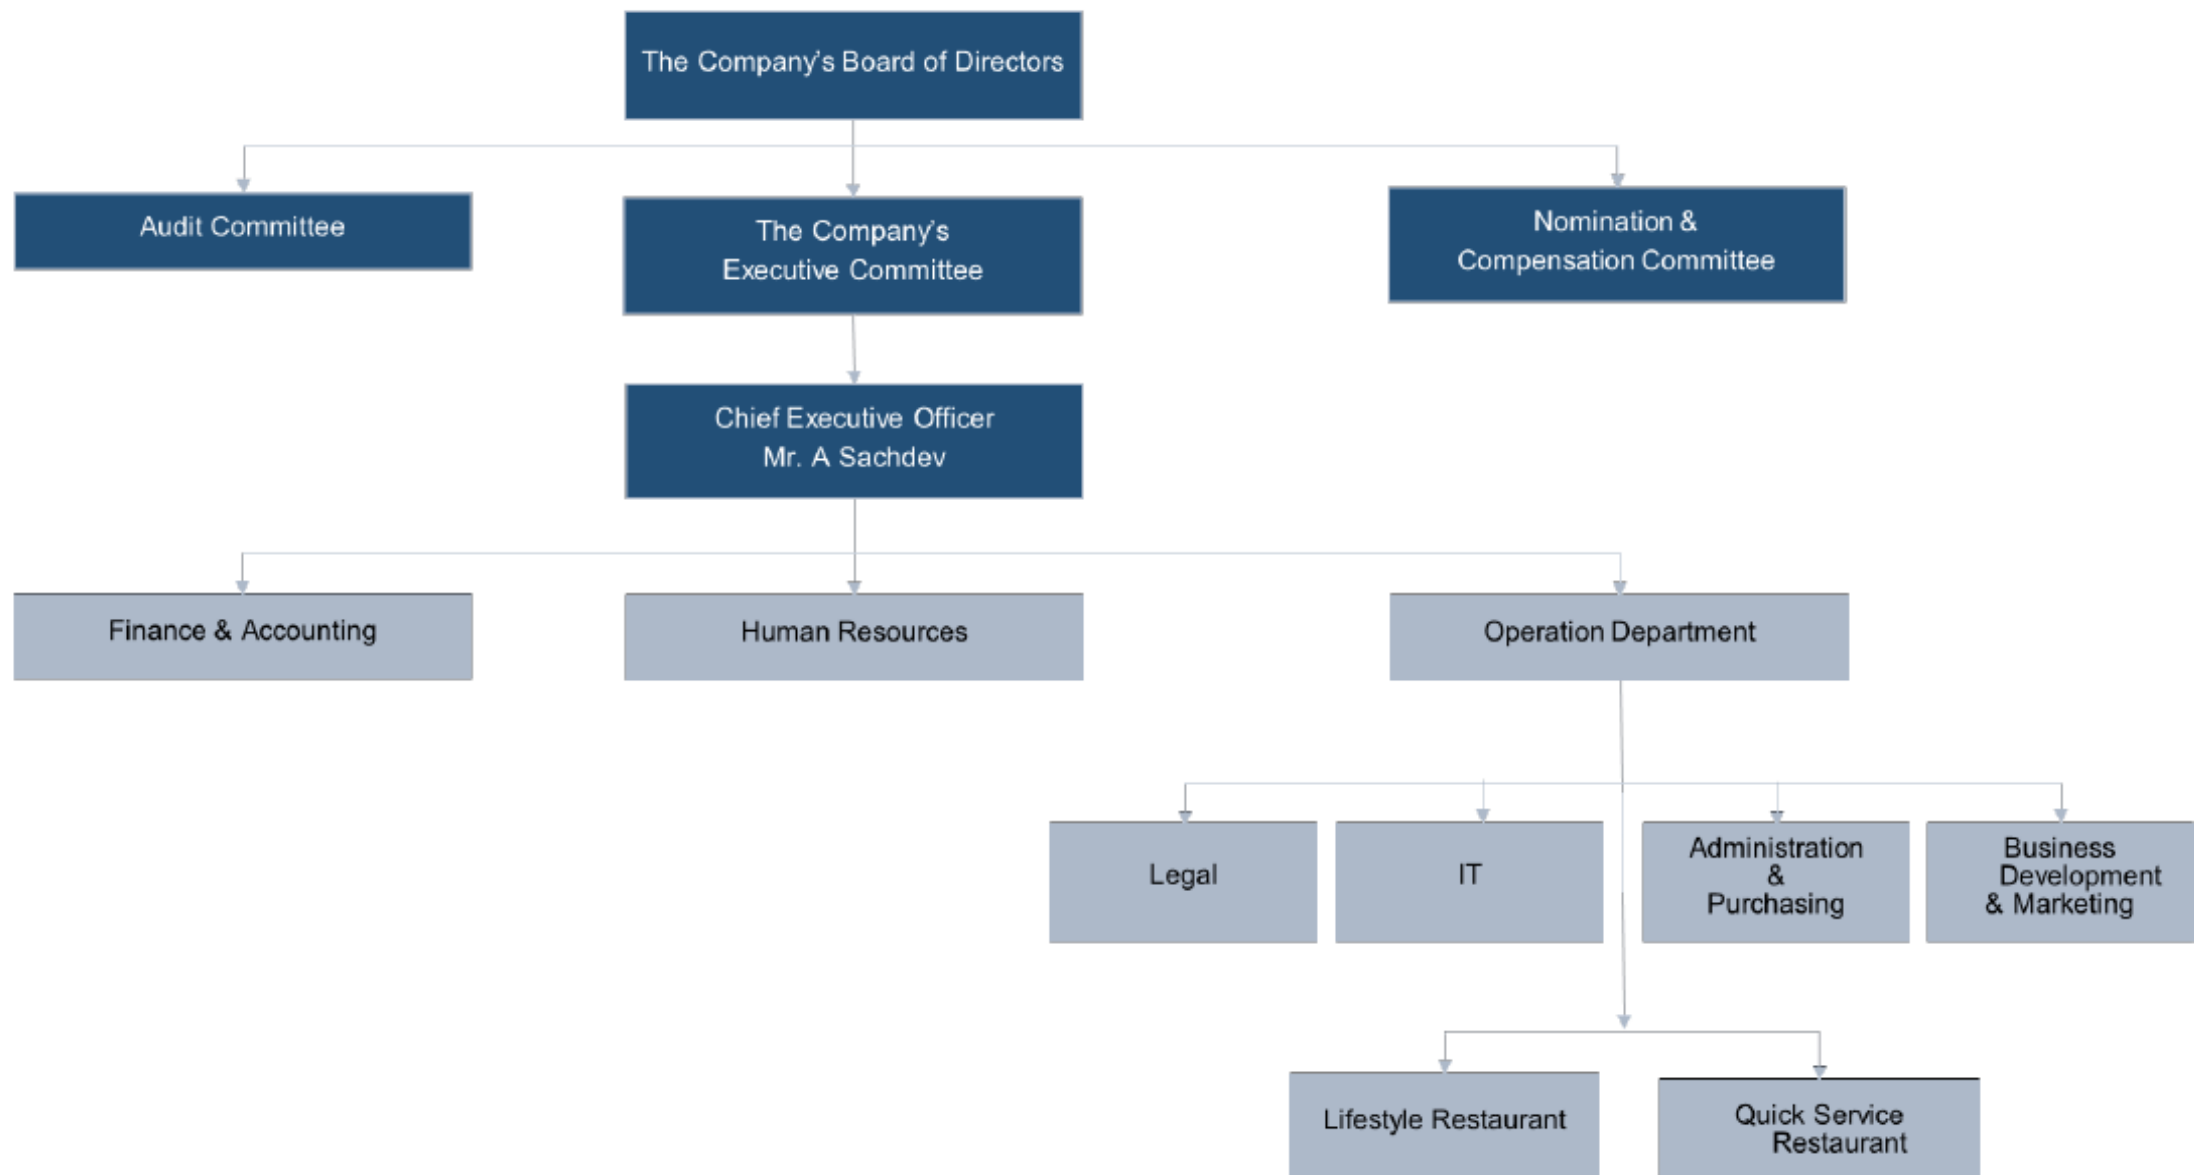 The Company's Board of Directors
Audit Committee
The Company's
Executive Committee
Nomination &
Compensation Committee
Chief Executive Officer
Mr. A Sachdev
Finance & Accounting
Human Resources
Operation Department
Legal
IT
Administration
&
Purchasing
Business
Development
& Marketing
Lifestyle Restaurant
Quick Service
Restaurant